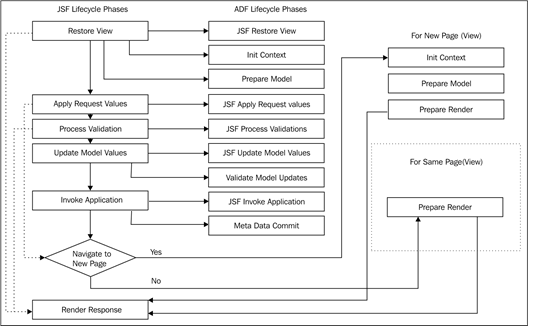 JSF Lifecycle Phases
ADF Lifecycle Phases
Restore View
JSF Restore View
Init Context
Prepare Model
Apply Request Values
JSF Apply Request values
Process Validation
JSF Process Validations
Update Model Values
JSF Update Model Values
Validate Model Updates
Invoke Application
JSF Invoke Application
Meta Data Commit
Navigate to
New Page
Yes
No
Render Response
For New Page (View)
Init Context
Prepare Model
Prepare Render
For Same Page(View)
Prepare Render